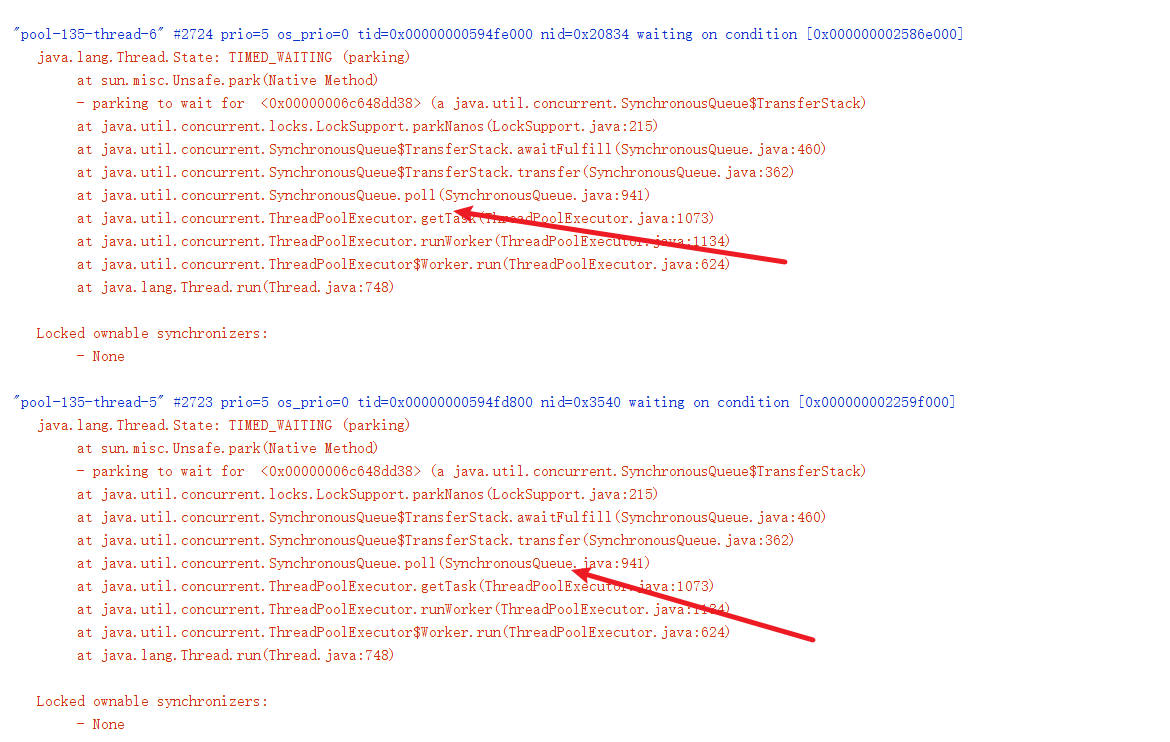 "pool-135-thread-6" #2724 prio=5 os_prio=0 tid=0x00000000594fe000 nid=0x20834 waiting on condition [0x000000002586e000]
java.lang.Thread.State: TIMED_WAITING (parking)
at sun.misc.Unsafe.park(Native Method)
- parking to wait for  <0x00000006c648dd38> (a java.util.concurrent.SynchronousQueue$TransferStack)
at java.util.concurrent.locks.LockSupport.parkNanos(LockSupport.java:215)
at java.util.concurrent.SynchronousQueue$TransferStack.awaitFulfill(SynchronousQueue.java:460)
at java.util.concurrent.SynchronousQueue$TransferStack.transfer(SynchronousQueue.java:362)
at java.util.concurrent.SynchronousQueue.poll(SynchronousQueue.java:941)
at java.util.concurrent.ThreadPoolExecutor.getTask(ThreadPoolExecutor.java:1073)
at java.util.concurrent.ThreadPoolExecutor.runWorker(ThreadPoolExecutor.java:1134)
at java.util.concurrent.ThreadPoolExecutor$Worker.run(ThreadPoolExecutor.java:624)
at java.lang.Thread.run(Thread.java:748)
Locked ownable synchronizers:
- None
"pool-135-thread-5" #2723 prio=5 os_prio=0 tid=0x00000000594fd800 nid=0x3540 waiting on condition [0x000000002259f000]
java.lang.Thread.State: TIMED_WAITING (parking)
at sun.misc.Unsafe.park(Native Method)
- parking to wait for  <0x00000006c648dd38> (a java.util.concurrent.SynchronousQueue$TransferStack)
at java.util.concurrent.locks.LockSupport.parkNanos(LockSupport.java:215)
at java.util.concurrent.SynchronousQueue$TransferStack.awaitFulfill(SynchronousQueue.java:460)
at java.util.concurrent.SynchronousQueue$TransferStack.transfer(SynchronousQueue.java:362)
at java.util.concurrent.SynchronousQueue.poll(SynchronousQueue.java:941)
at java.util.concurrent.ThreadPoolExecutor.getTask(ThreadPoolExecutor.java:1073)
at java.util.concurrent.ThreadPoolExecutor.runWorker(ThreadPoolExecutor.java:1134)
at java.util.concurrent.ThreadPoolExecutor$Worker.run(ThreadPoolExecutor.java:624)
at java.lang.Thread.run(Thread.java:748)
Locked ownable synchronizers:
- None